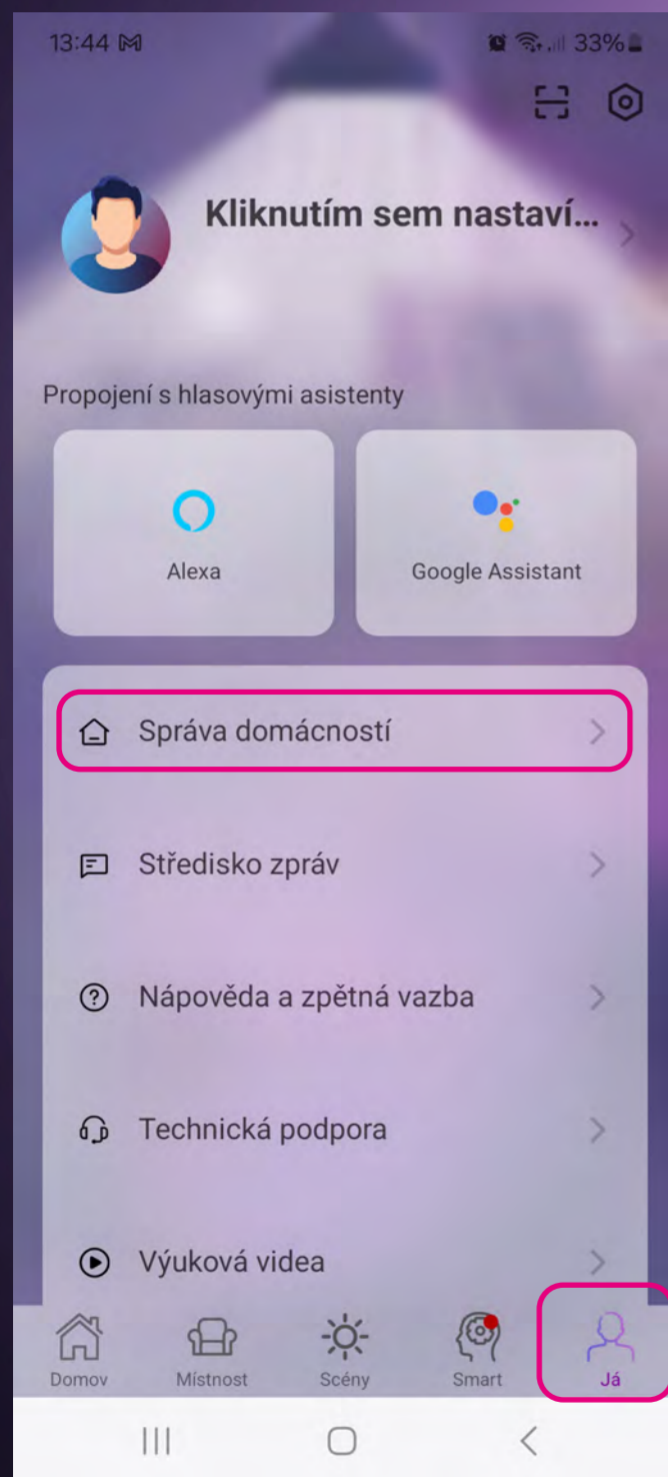 13:44
33%
Kliknutím sem nastaví...
Propojení s hlasovými asistenty
Alexa
Google Assistant
Správa domácností
Středisko zpráv
Nápověda a zpětná vazba
Technická podpora
Výuková videa
Domov
Místnost
Scény
Smart
Já